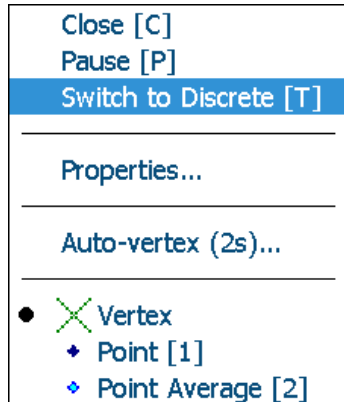 Close [C]
Pause [P]
Switch to Discrete [T]
Properties...
Auto-vertex (2s)...
Vertex
Point [1]
Point Average [2]